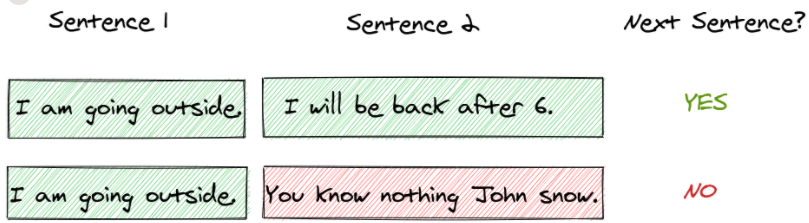 Sentence 1 Sentence 2 Next Sentence?
I am going outside. I will be back after 6. YES
I am going outside. You know nothing John snow. NO